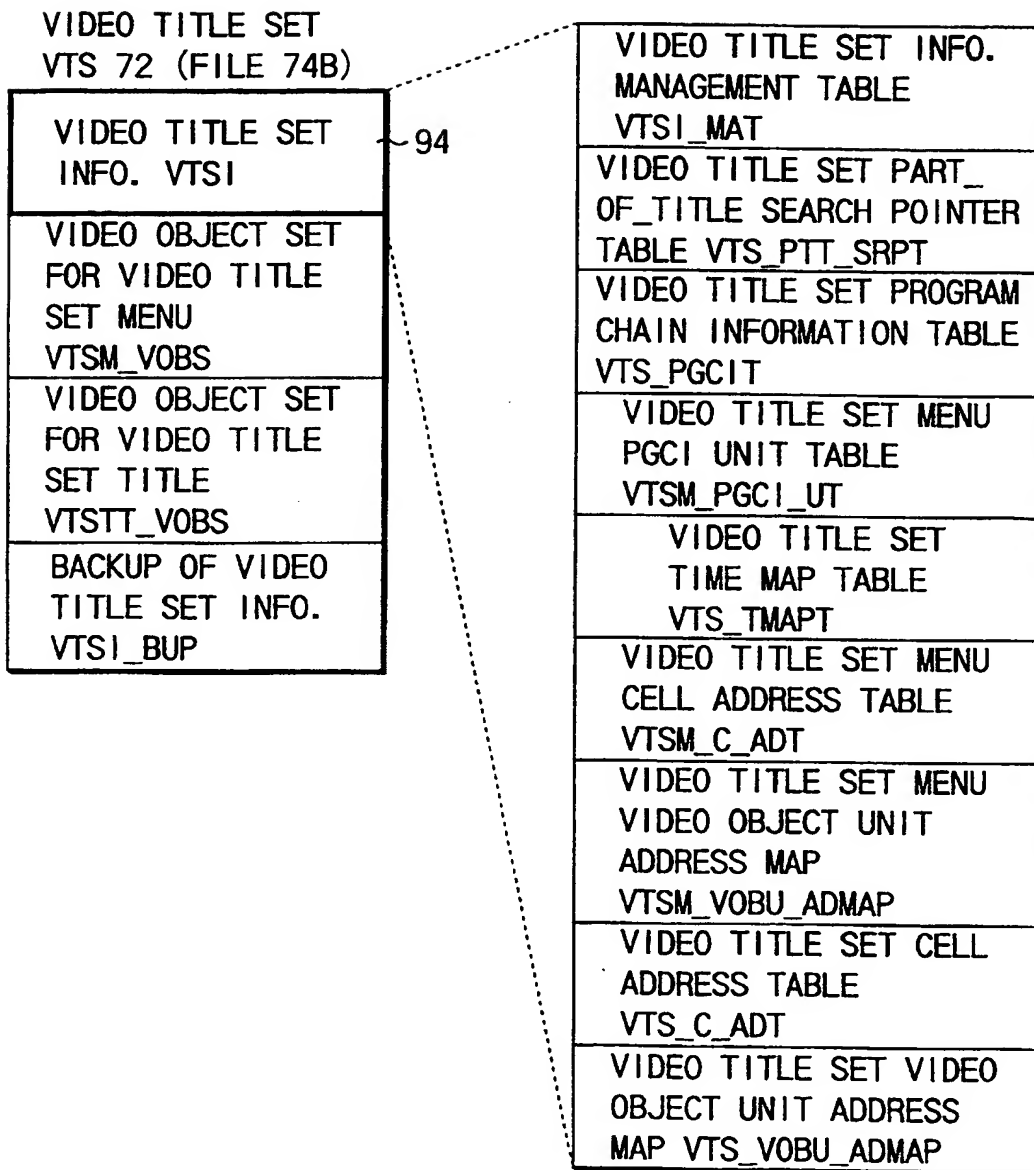 VIDEO TITLE SET
VTS 72 (FILE 74B)
VIDEO TITLE SET
INFO. VTSI
94
VIDEO OBJECT SET
FOR VIDEO TITLE
SET MENU
VTSM_VOBS
VIDEO OBJECT SET
FOR VIDEO TITLE
SET TITLE
VTSTT_VOBS
BACKUP OF VIDEO
TITLE SET INFO.
VTSI_BUP
VIDEO TITLE SET INFO.
MANAGEMENT TABLE
VTSI_MAT
VIDEO TITLE SET PART_
OF_TITLE SEARCH POINTER
TABLE VTS_PTT_SRPT
VIDEO TITLE SET PROGRAM
CHAIN INFORMATION TABLE
VTS_PGCIT
VIDEO TITLE SET MENU
PGCI UNIT TABLE
VTSM_PGCI_UT
VIDEO TITLE SET
TIME MAP TABLE
VTS_TMAPT
VIDEO TITLE SET MENU
CELL ADDRESS TABLE
VTSM_C_ADT
VIDEO TITLE SET MENU
VIDEO OBJECT UNIT
ADDRESS MAP
VTSM_VOBU_ADMAP
VIDEO TITLE SET CELL
ADDRESS TABLE
VTS_C_ADT
VIDEO TITLE SET VIDEO
OBJECT UNIT ADDRESS
MAP VTS_VOBU_ADMAP